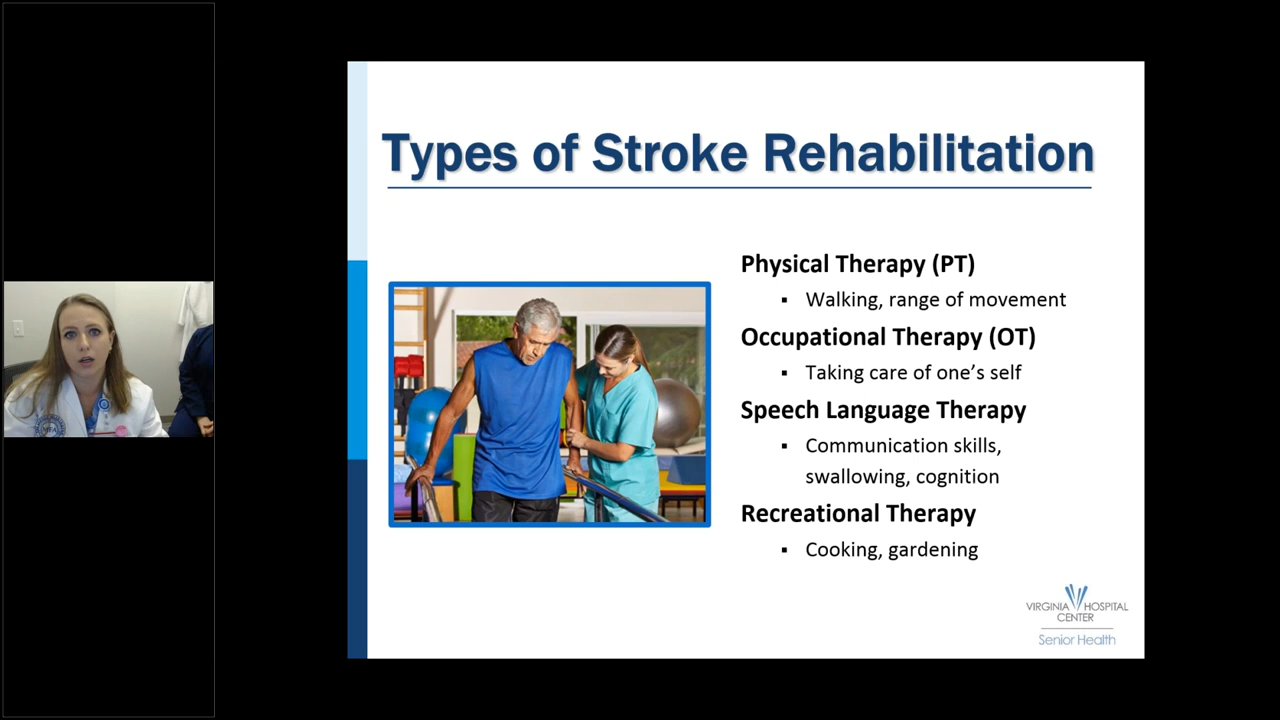 Types of Stroke Rehabilitation
Physical Therapy (PT)
▪ Walking, range of movement
Occupational Therapy (OT)
▪ Taking care of one’s self
Speech Language Therapy
▪ Communication skills,
swallowing, cognition
Recreational Therapy
▪ Cooking, gardening
VIRGINIA HOSPITAL
CENTER
Senior Health